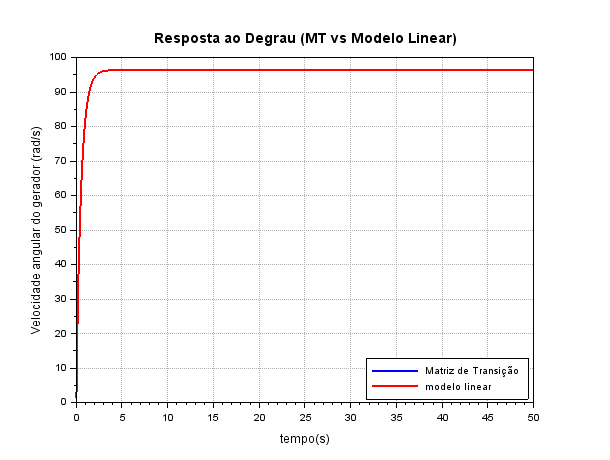 Resposta ao Degrau (MT vs Modelo Linear)
Velocidade angular do gerador (rad/s)
100
90
80
70
60
50
40
30
20
10
0
0 5 10 15 20 25 30 35 40 45 50
tempo(s)
Matriz de Transição
modelo linear